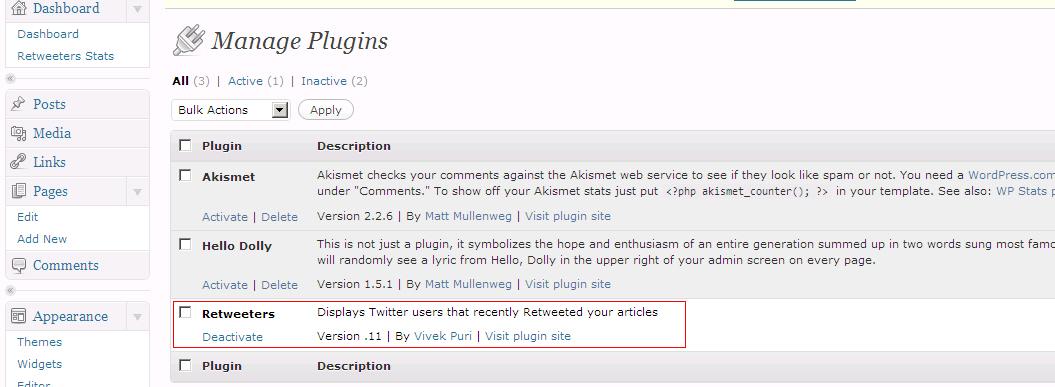 Dashboard
Dashboard
Retweeters Stats
Posts
Media
Links
Pages
Edit
Add New
Comments
Appearance
Themes
Widgets
Editor
Manage Plugins
All (3) | Active (1) | Inactive (2)
Bulk Actions Apply
Plugin Description
Akismet Akismet checks your comments against the Akismet web service to see if they look like spam or not. You need a WordPress.com
under "Comments." To show off your Akismet stats just put <?php akismet_counter(); ?> in your template. See also: WP Stats
Activate | Delete Version 2.2.6 | By Matt Mullenweg | Visit plugin site
Hello Dolly This is not just a plugin, it symbolizes the hope and enthusiasm of an entire generation summed up in two words sung most
will randomly see a lyric from Hello, Dolly in the upper right of your admin screen on every page.
Activate | Delete Version 1.5.1 | By Matt Mullenweg | Visit plugin site
Retweeters Displays Twitter users that recently Retweeted your articles
Deactivate Version .11 | By Vivek Puri | Visit plugin site
Plugin Description